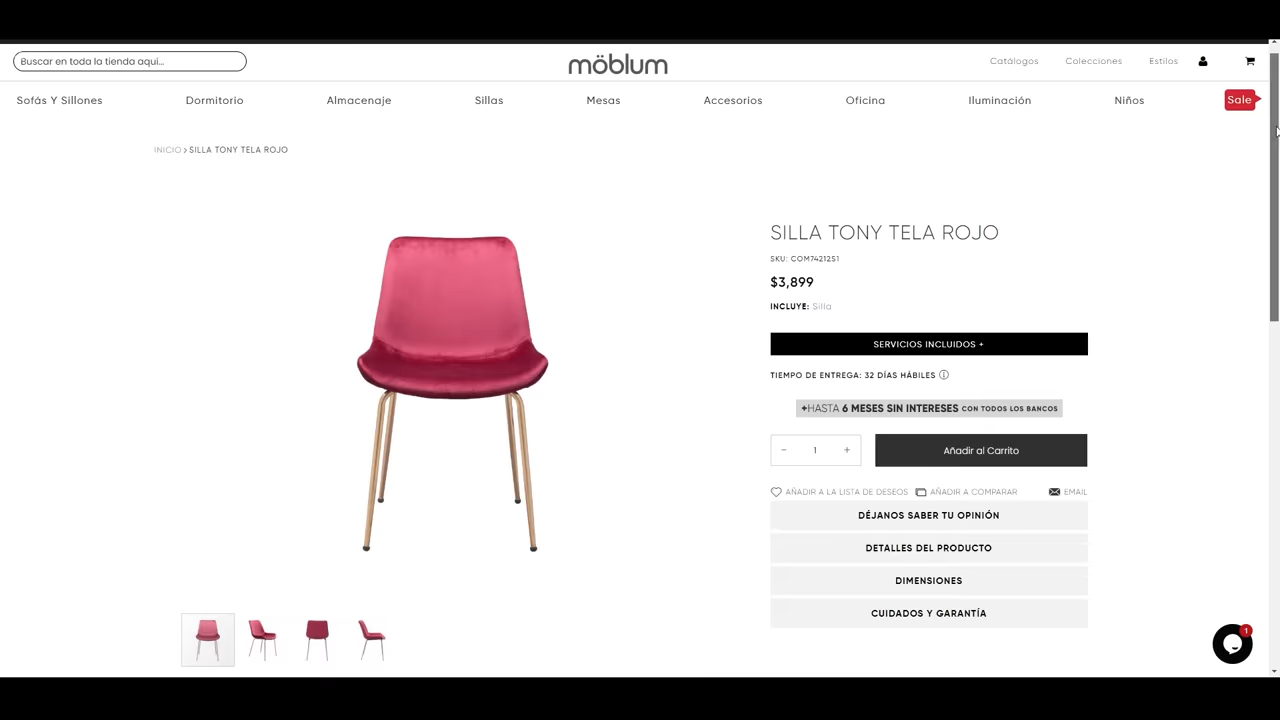 Buscar en toda la tienda aquí...
möblum
Catálogos Colecciones Estilos
Sofás Y Sillones Dormitorio Almacenaje Sillas Mesas Accesorios Oficina Iluminación Niños Sale
INICIO > SILLA TONY TELA ROJO
SILLA TONY TELA ROJO
SKU: COM74212S1
$3,899
INCLUYE: Silla
SERVICIOS INCLUIDOS +
TIEMPO DE ENTREGA: 32 DÍAS HÁBILES
+HASTA 6 MESES SIN INTERESES CON TODOS LOS BANCOS
- 1 + Añadir al Carrito
AÑADIR A LA LISTA DE DESEOS AÑADIR A COMPARAR EMAIL
DÉJANOS SABER TU OPINIÓN
DETALLES DEL PRODUCTO
DIMENSIONES
CUIDADOS Y GARANTÍA
1